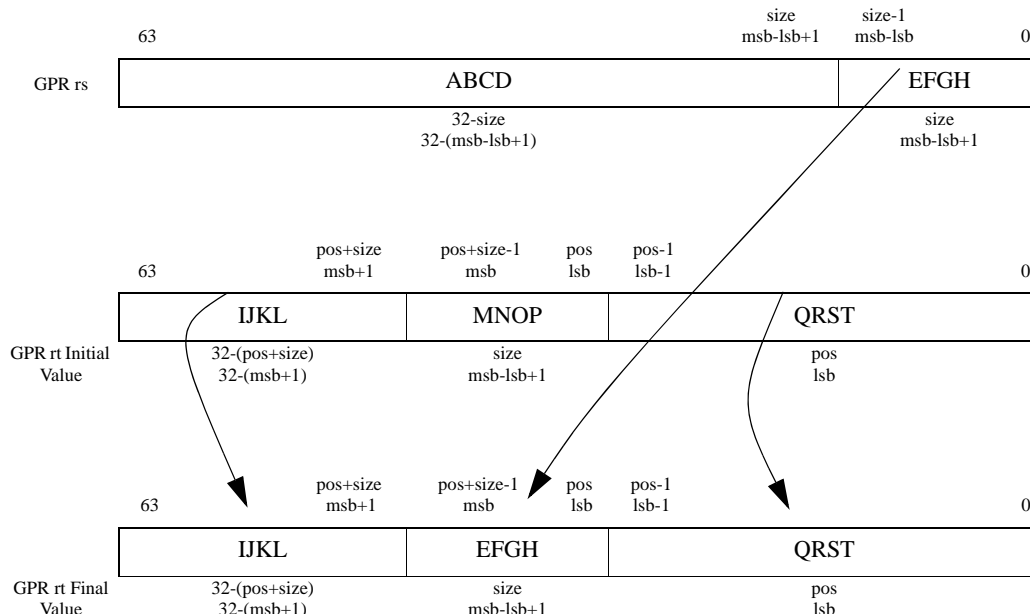 size size-1
63 msb-lsb+1 msb-lsb 0
GPR rs ABCD EFGH
32-size size
32-(msb-lsb+1) msb-lsb+1
pos+size pos+size-1 pos pos-1
63 msb+1 msb lsb lsb-1 0
IJKL MNOP QRST
GPR rt Initial 32-(pos+size) size pos
Value 32-(msb+1) msb-lsb+1 lsb
pos+size pos+size-1 pos pos-1
63 msb+1 msb lsb lsb-1 0
IJKL EFGH QRST
GPR rt Final 32-(pos+size) size pos
Value 32-(msb+1) msb-lsb+1 lsb